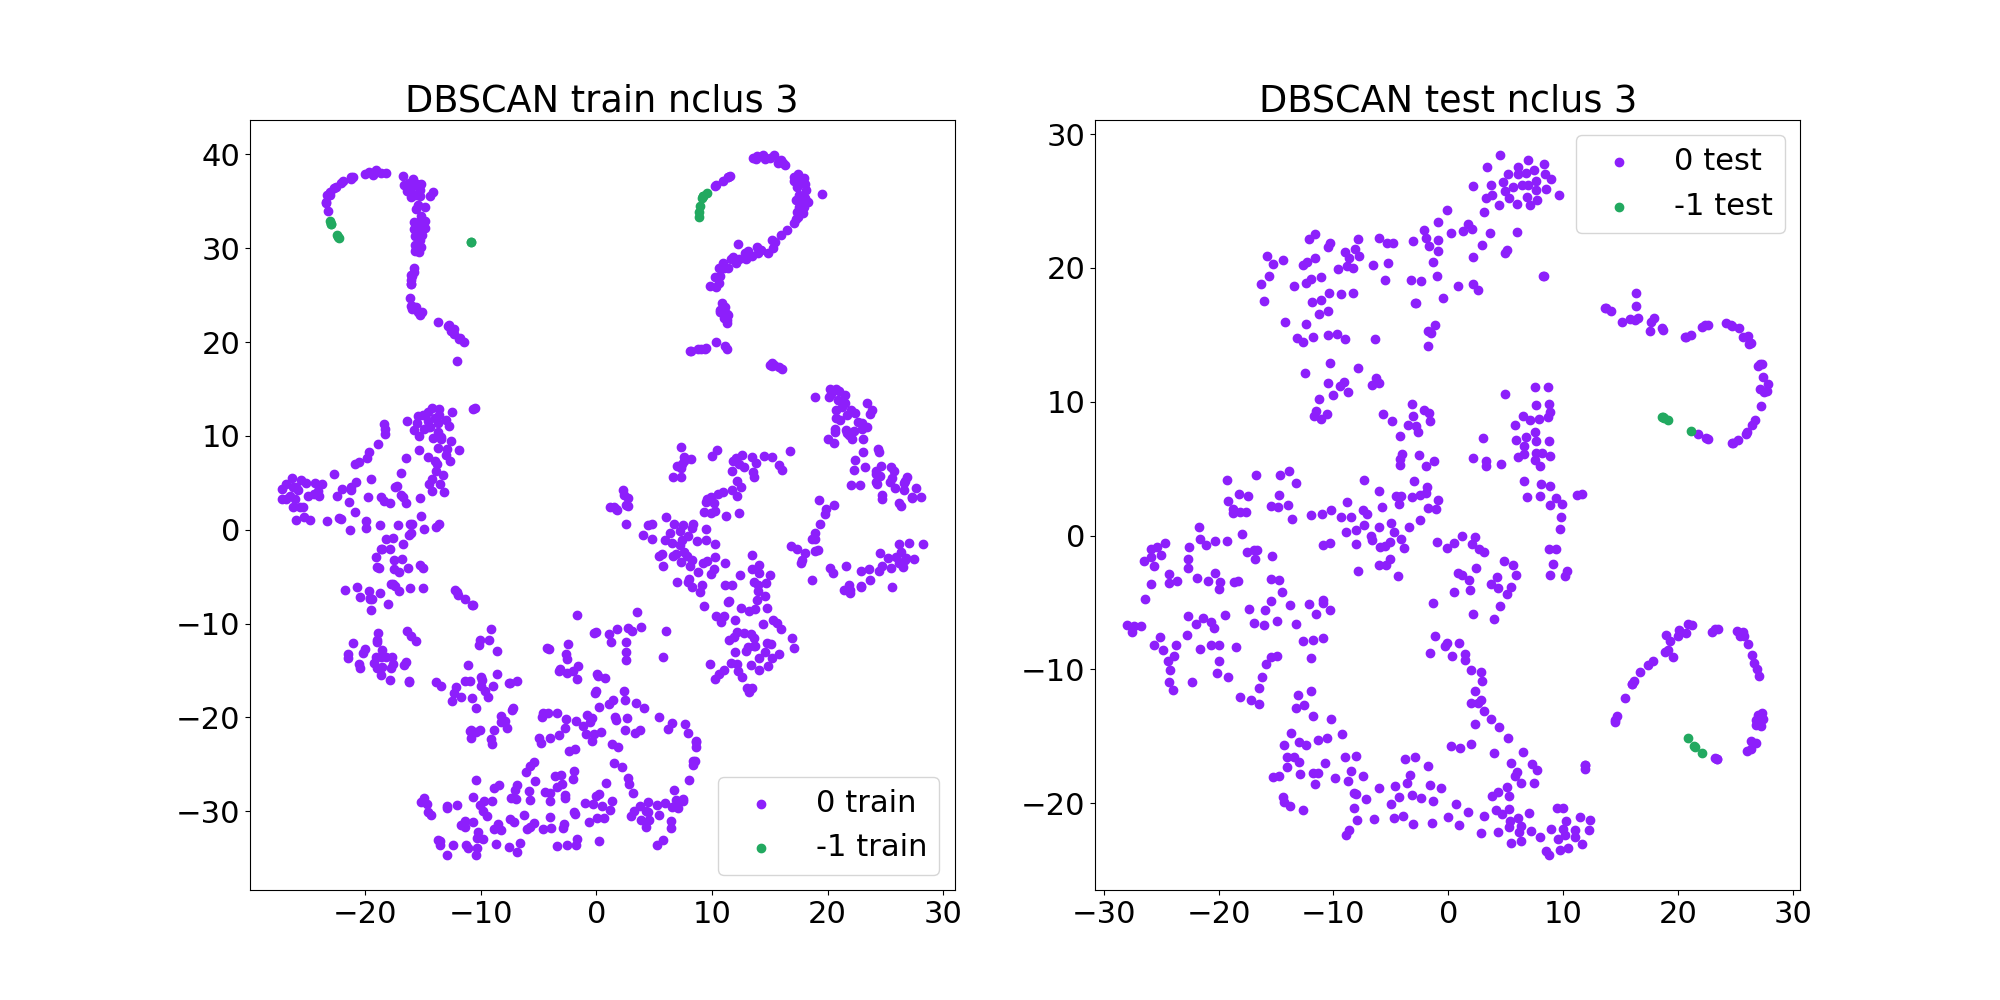 DBSCAN train nclus 3
40
30
20
10
0
−10
−20
−30
−20 −10 0 10 20 30
0 train
-1 train
DBSCAN test nclus 3
30
20
10
0
−10
−20
−30 −20 −10 0 10 20 30
0 test
-1 test